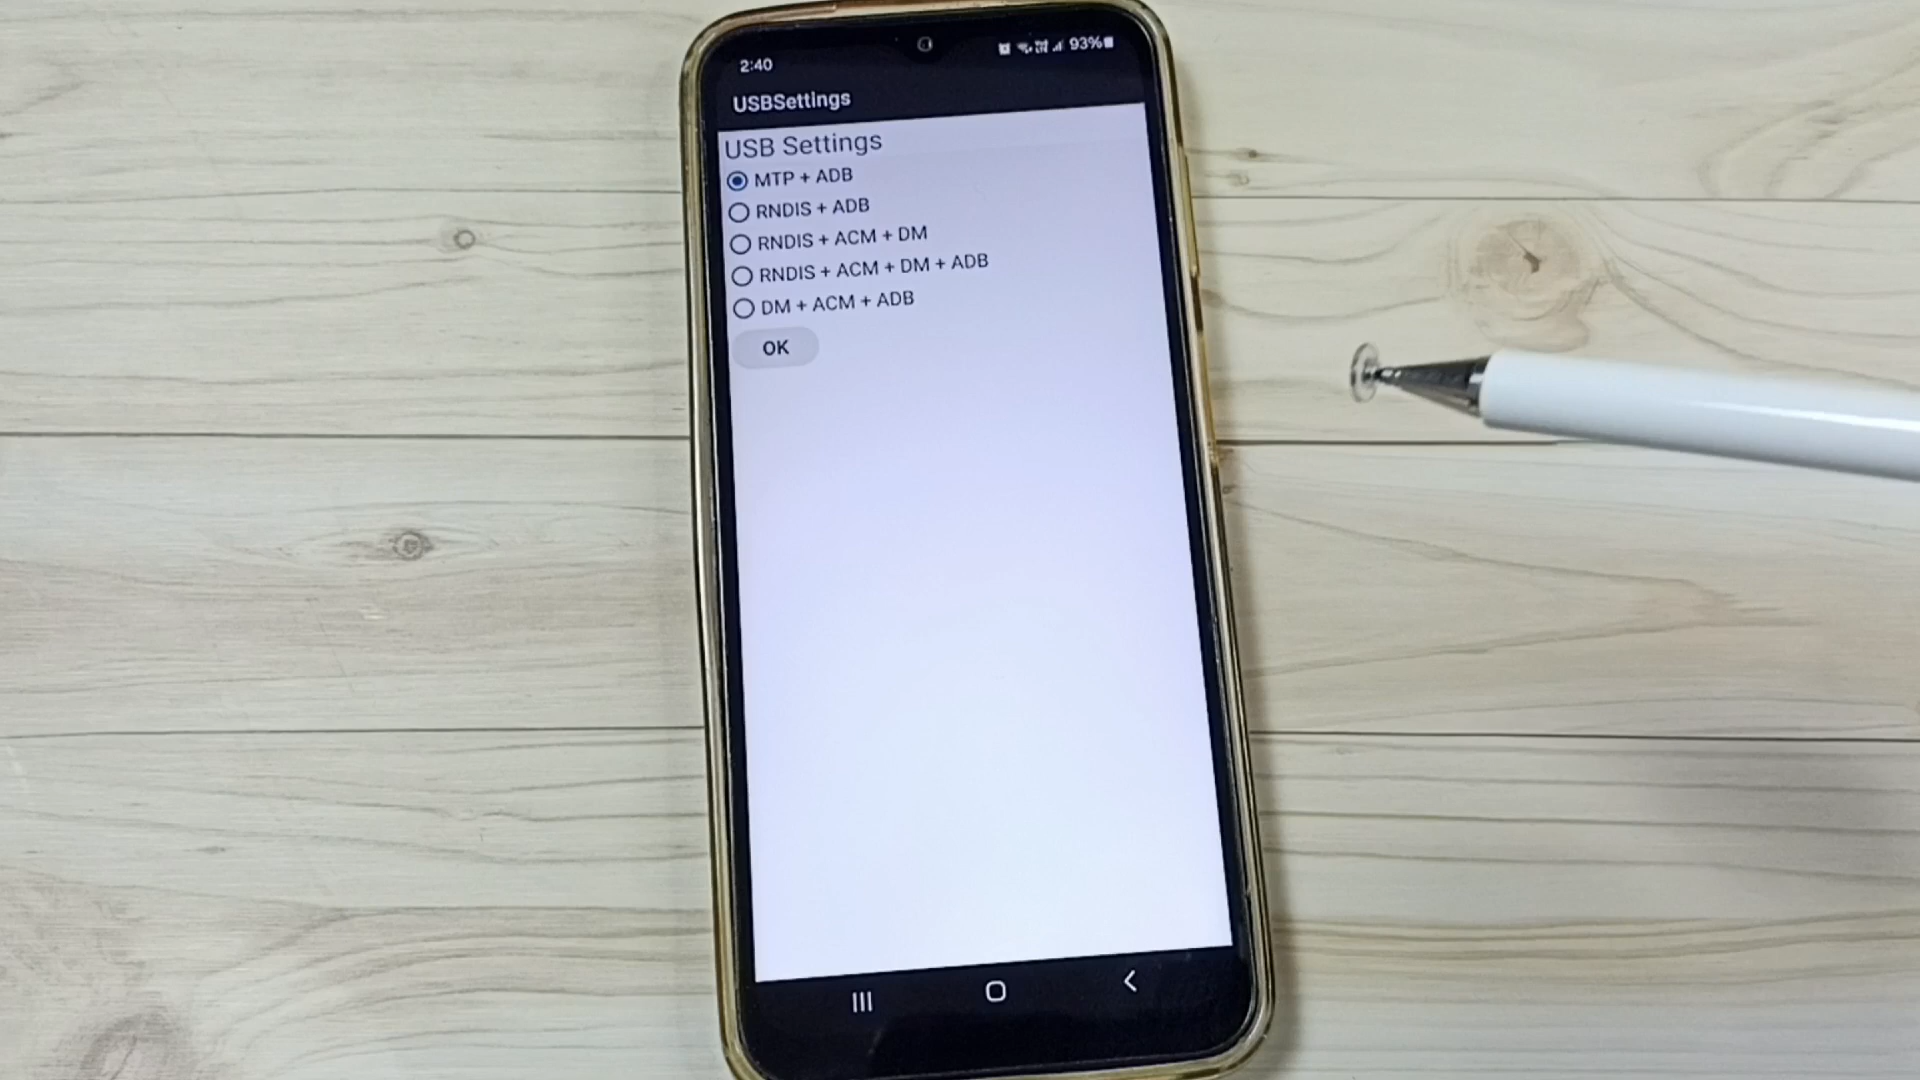 2:40
93%
USBSettings
USB Settings
MTP + ADB
RNDIS + ADB
RNDIS + ACM + DM
RNDIS + ACM + DM + ADB
DM + ACM + ADB
OK